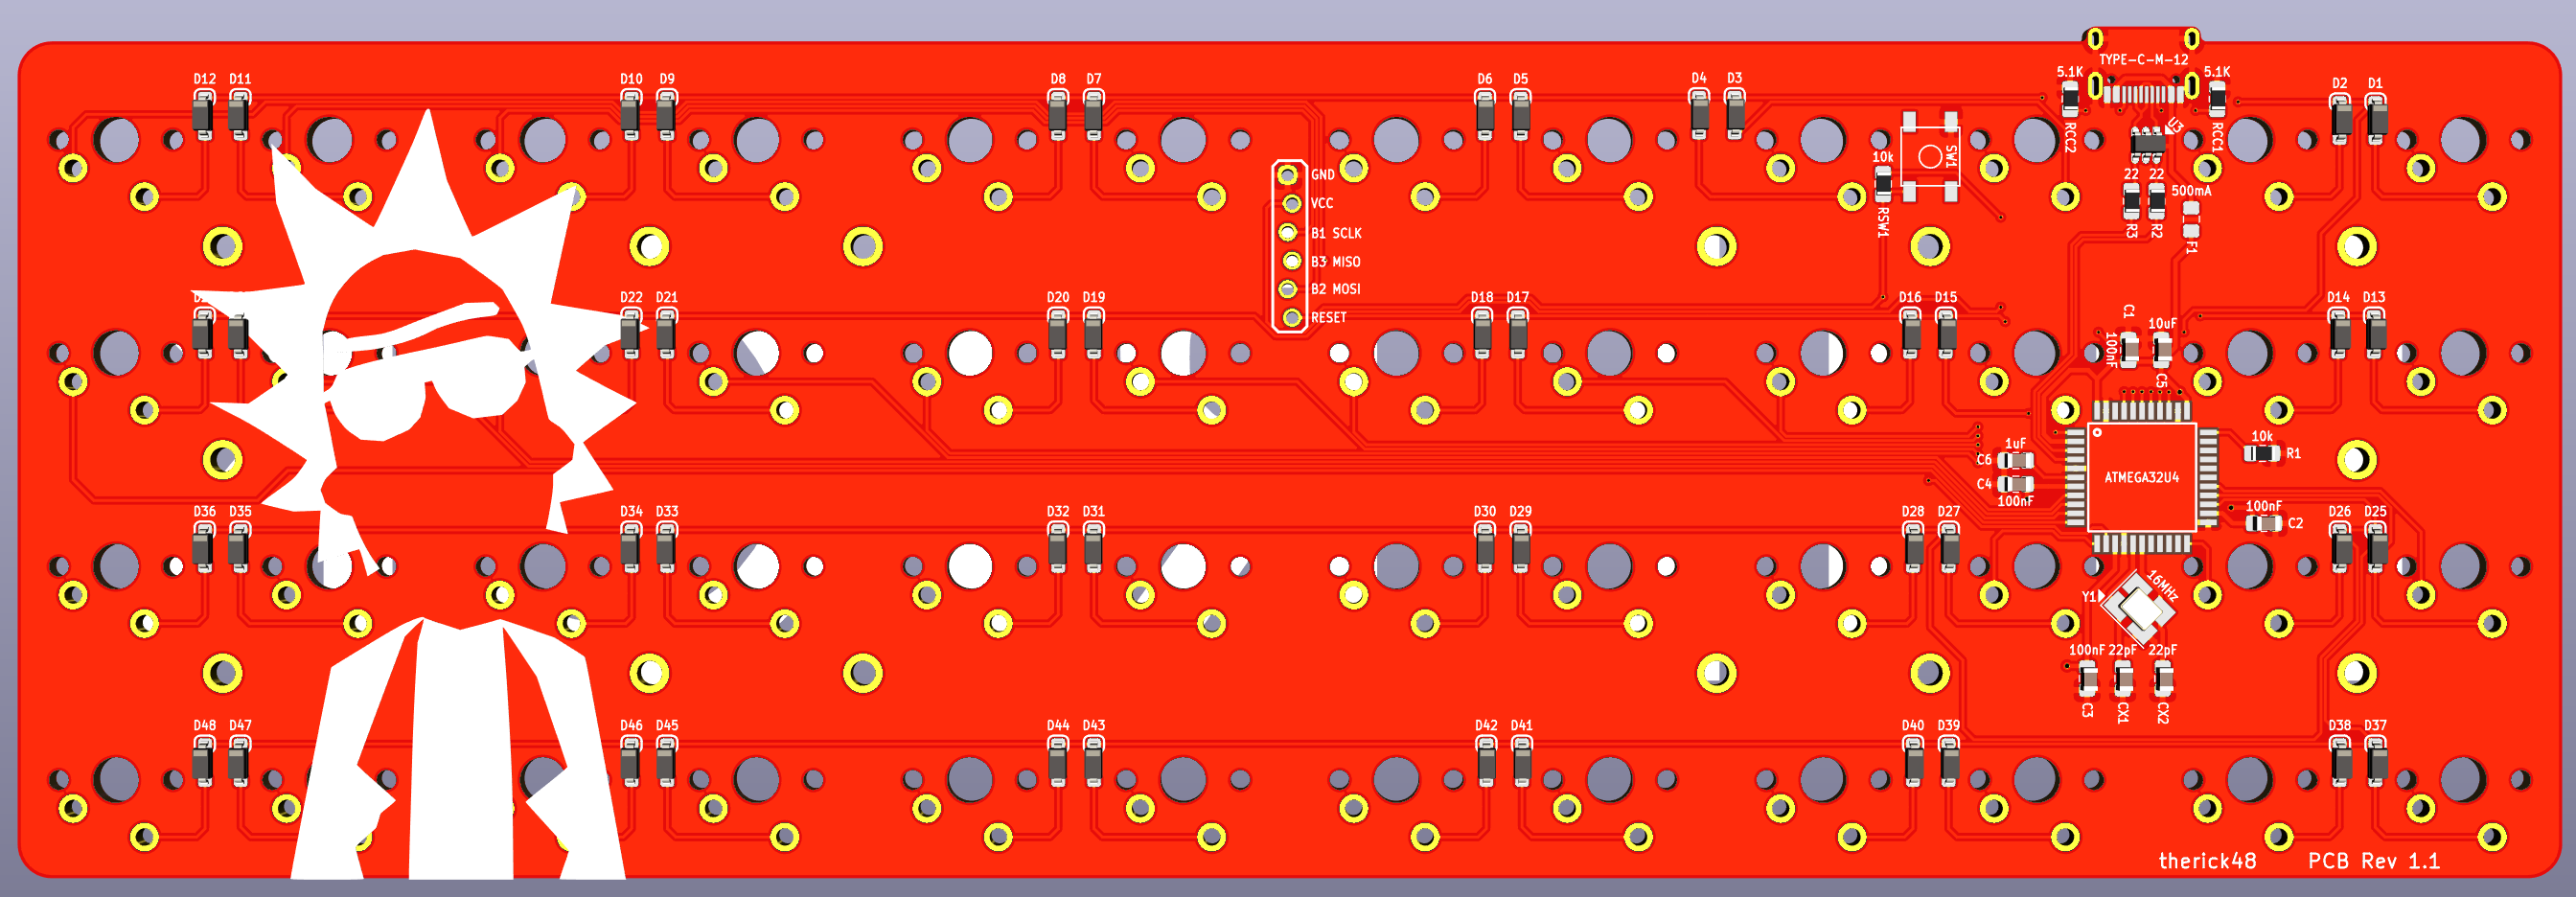 TYPE-C-M-12
D12 D11 D10 D9 D8 D7 D6 D5 D4 D3 5.1K 5.1K D2 D1
RCC2 U3 RCC1
SW1
10k
RSW1
22 22 500mA
R3 R2 F1
GND
VCC
B1 SCLK
B3 MISO
B2 MOSI
RESET
D22 D21 D20 D19 D18 D17 D16 D15 C1 10uF D14 D13
100nF C5
1uF
C6
C4
100nF
ATMEGA32U4
10k
R1
100nF
C2
D36 D35 D34 D33 D32 D31 D30 D29 D28 D27 D26 D25
16MHz
Y1
100nF 22pF 22pF
C3 CX1 CX2
D48 D47 D46 D45 D44 D43 D42 D41 D40 D39 D38 D37
therick48 PCB Rev 1.1